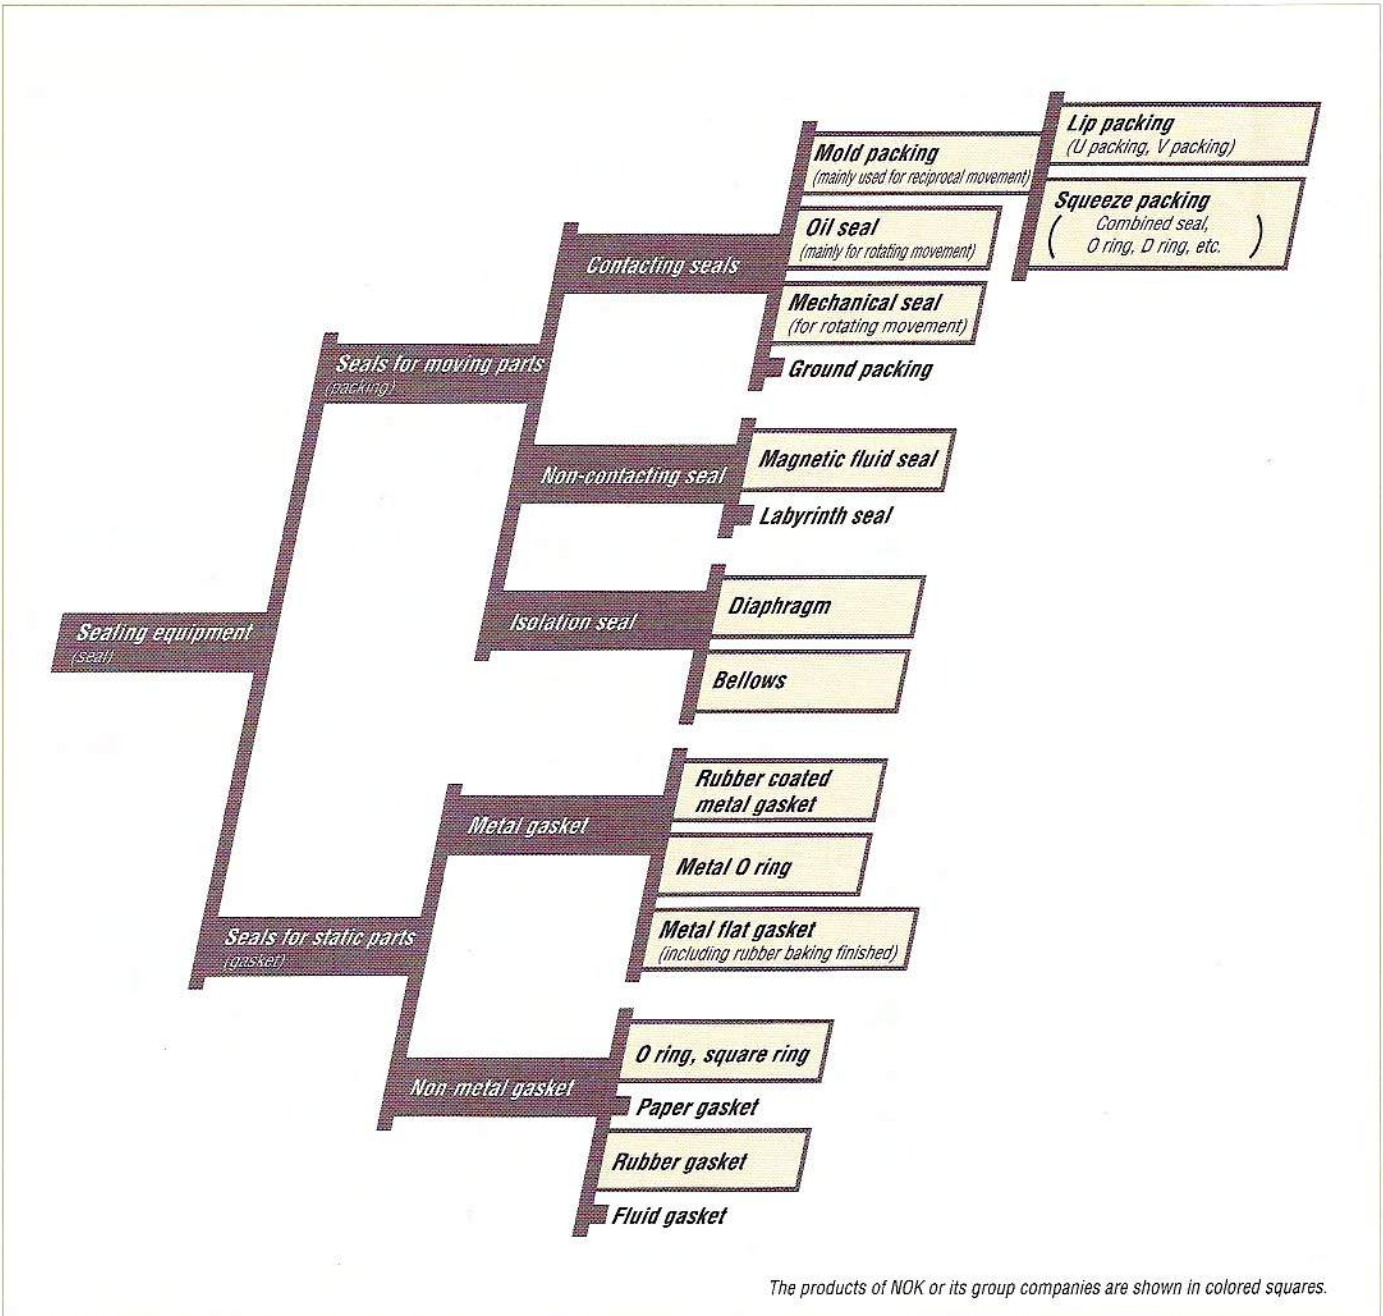 Lip packing
(U packing, V packing)
Mold packing
(mainly used for reciprocal movement)
Squeeze packing
( Combined seal,
O ring, D ring, etc. )
Oil seal
(mainly for rotating movement)
Contacting seals
Mechanical seal
(for rotating movement)
Seals for moving parts
(packing)
Ground packing
Magnetic fluid seal
Non-contacting seal
Labyrinth seal
Diaphragm
Isolation seal
Sealing equipment
(seal)
Bellows
Rubber coated
metal gasket
Metal gasket
Metal O ring
Metal flat gasket
(including rubber baking finished)
Seals for static parts
(gasket)
O ring, square ring
Non-metal gasket
Paper gasket
Rubber gasket
Fluid gasket
The products of NOK or its group companies are shown in colored squares.